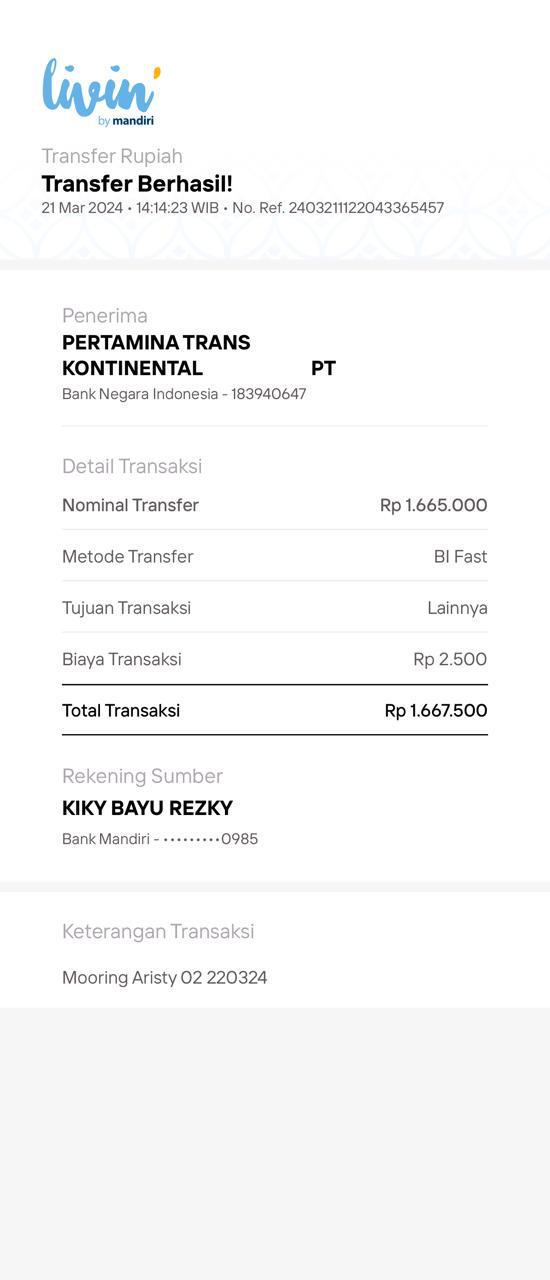 livin'
by mandiri
Transfer Rupiah
Transfer Berhasil!
21 Mar 2024 • 14:14:23 WIB • No. Ref. 2403211122043365457
Penerima
PERTAMINA TRANS
KONTINENTAL PT
Bank Negara Indonesia - 183940647
Detail Transaksi
Nominal Transfer Rp 1.665.000
Metode Transfer BI Fast
Tujuan Transaksi Lainnya
Biaya Transaksi Rp 2.500
Total Transaksi Rp 1.667.500
Rekening Sumber
KIKY BAYU REZKY
Bank Mandiri - •••••••••0985
Keterangan Transaksi
Mooring Aristy 02 220324